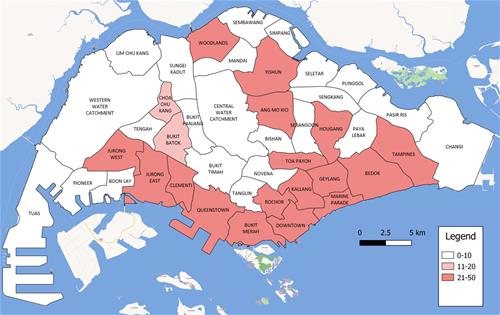 SEMBAWANG
SIMPANG
WOODLANDS
LIM CHU KANG
MANDAI
SUNGEI
KADUT
YISHUN
SELETAR
PUNGGOL
SENGKANG
WESTERN
WATER
CATCHMENT
CHOA
CHU
KANG
CENTRAL
WATER
CATCHMENT
ANG MO KIO
PASIR RIS
BUKIT
PANJANG
SERANGOON
HOUGANG
PAYA
LEBAR
TENGAH
BUKIT
BATOK
BISHAN
CHANGI
JURONG
WEST
TOA PAYOH
TAMPINES
BUKIT
TIMAH
NOVENA
BEDOK
PIONEER
BOON LAY
JURONG
EAST
CLEMENTI
GEYLANG
TANGLIN
KALLANG
ROCHOR
MARINE
PARADE
TUAS
QUEENSTOWN
BUKIT
MERAH
DOWNTOWN
0 2.5 5 km
Legend
0-10
11-20
21-50